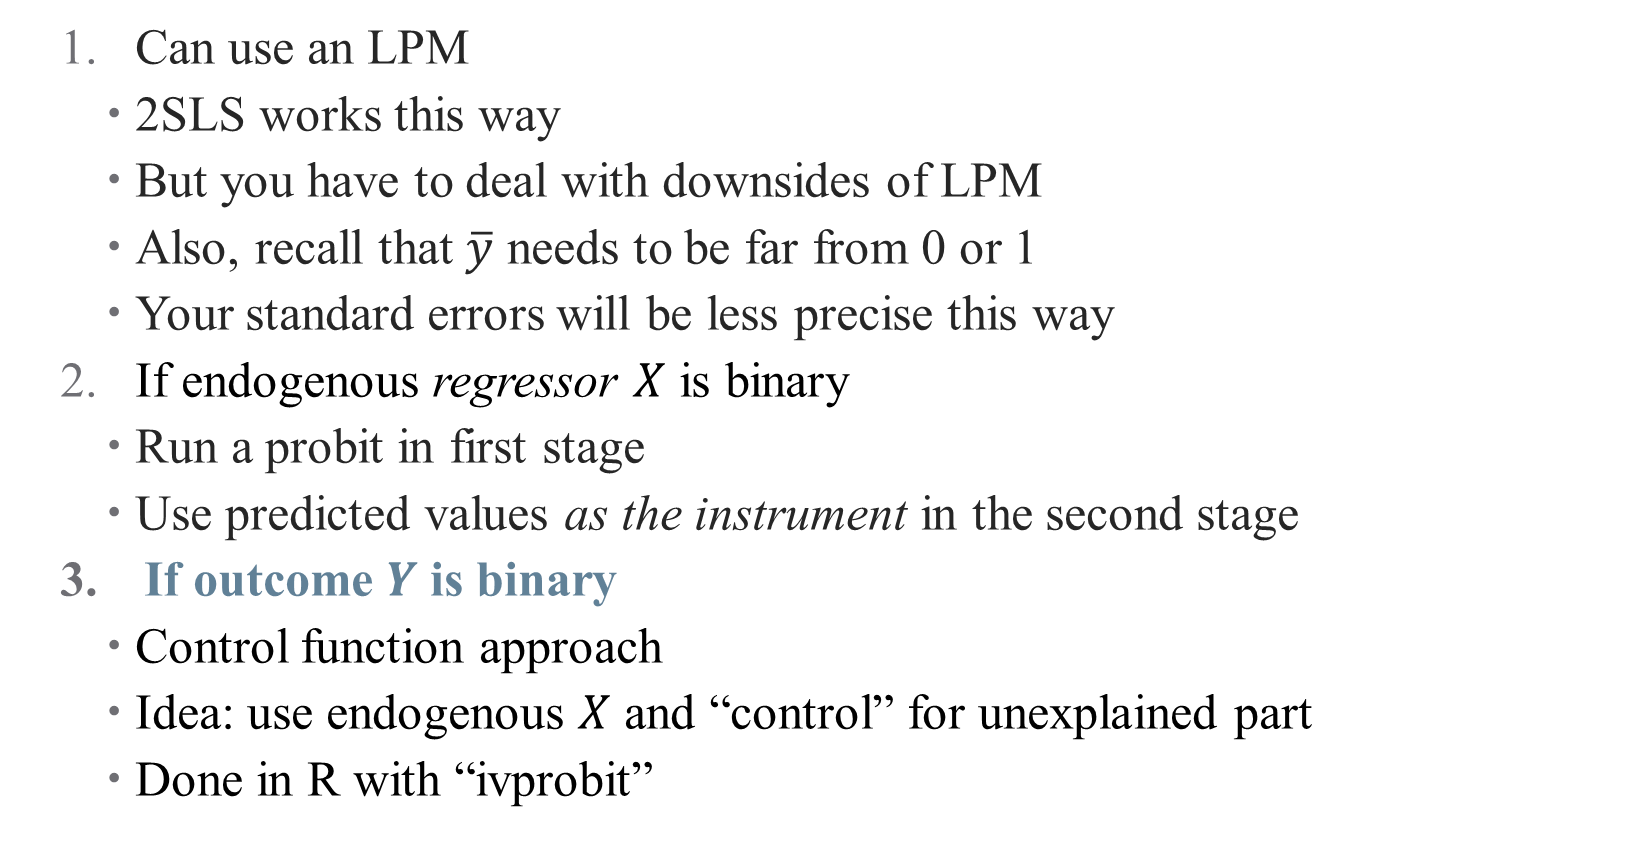 1. Can use an LPM
• 2SLS works this way
• But you have to deal with downsides of LPM
• Also, recall that ȳ needs to be far from 0 or 1
• Your standard errors will be less precise this way
2. If endogenous regressor X is binary
• Run a probit in first stage
• Use predicted values as the instrument in the second stage
3. If outcome Y is binary
• Control function approach
• Idea: use endogenous X and “control” for unexplained part
• Done in R with “ivprobit”